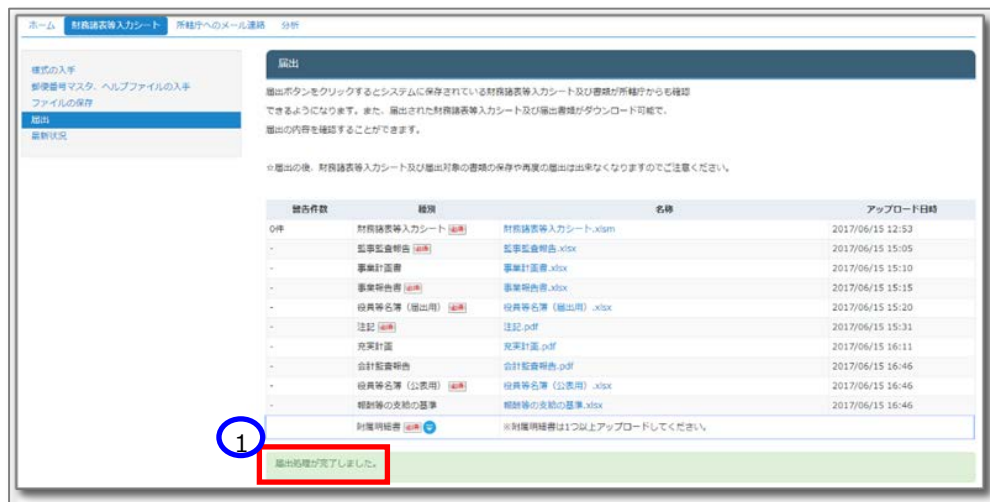 ホーム 財務諸表等入力シート 所轄庁へのメール連絡 分析
様式の入手
郵便番号マスタ、ヘルプファイルの入手
ファイルの保存
届出
最新状況
届出
届出ボタンをクリックするとシステムに保存されている財務諸表等入力シート及び書類が所轄庁からも確認
できるようになります。また、届出された財務諸表等入力シート及び届出書類がダウンロード可能で、
届出の内容を確認することができます。
☆届出の後、財務諸表等入力シート及び届出対象の書類の保存や再度の届出は出来なくなりますのでご注意ください。
警告件数 種別 名称 アップロード日時
0件 財務諸表等入力シート 必須 財務諸表等入力シート.xlsm 2017/06/15 12:53
- 監事監査報告 必須 監事監査報告.xlsx 2017/06/15 15:05
- 事業計画書 事業計画書.xlsx 2017/06/15 15:10
- 事業報告書 必須 事業報告書.xlsx 2017/06/15 15:15
- 役員等名簿（届出用） 必須 役員等名簿（届出用）.xlsx 2017/06/15 15:20
- 注記 必須 注記.pdf 2017/06/15 15:31
- 充実計画 充実計画.pdf 2017/06/15 16:11
- 会計監査報告 会計監査報告.pdf 2017/06/15 16:46
- 役員等名簿（公表用） 必須 役員等名簿（公表用）.xlsx 2017/06/15 16:46
- 報酬等の支給の基準 報酬等の支給の基準.xlsx 2017/06/15 16:46
附属明細書 必須 ※附属明細書は1つ以上アップロードしてください。
1
届出処理が完了しました。